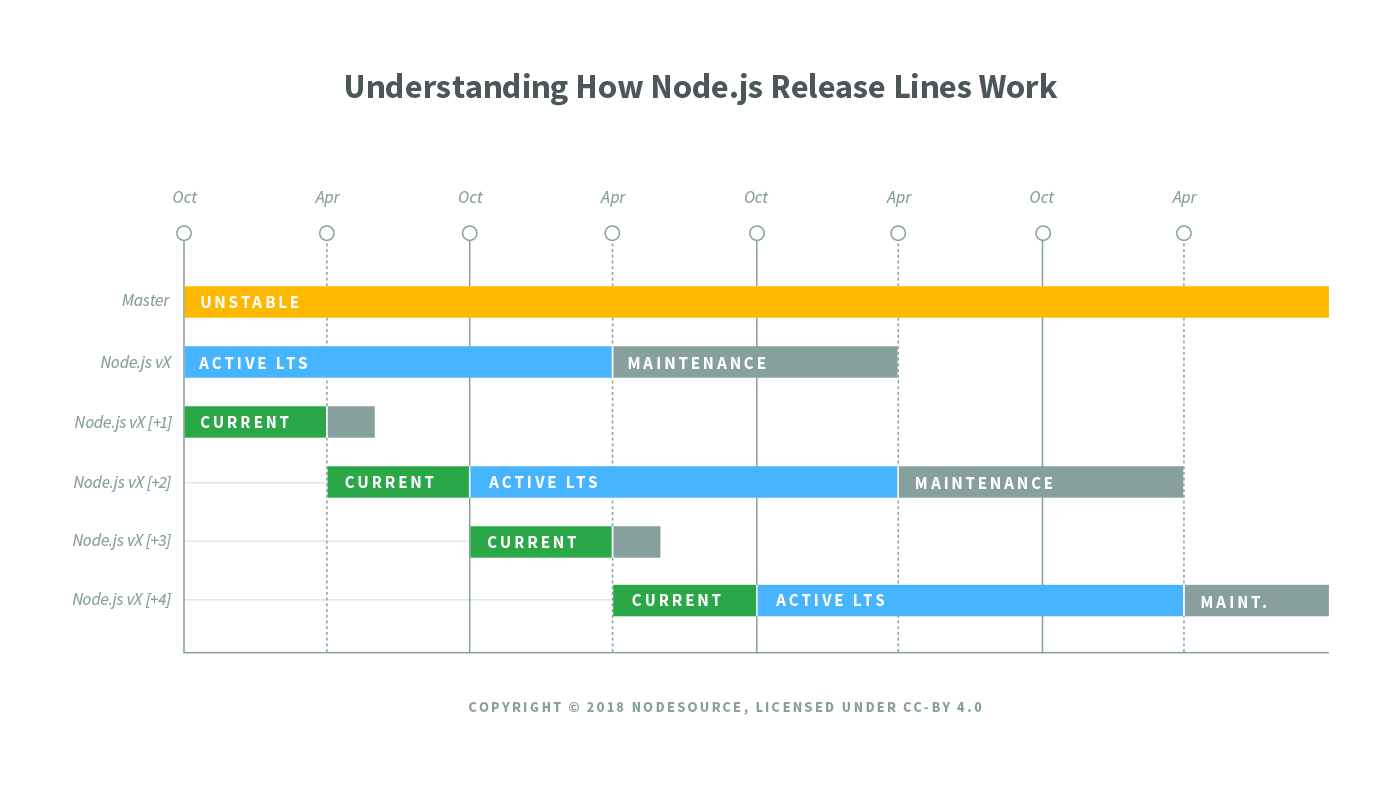 Understanding How Node.js Release Lines Work
Oct Apr Oct Apr Oct Apr Oct Apr
Master UNSTABLE
Node.js vX ACTIVE LTS MAINTENANCE
Node.js vX [+1] CURRENT
Node.js vX [+2] CURRENT ACTIVE LTS MAINTENANCE
Node.js vX [+3] CURRENT
Node.js vX [+4] CURRENT ACTIVE LTS MAINT.
COPYRIGHT © 2018 NODESOURCE, LICENSED UNDER CC-BY 4.0